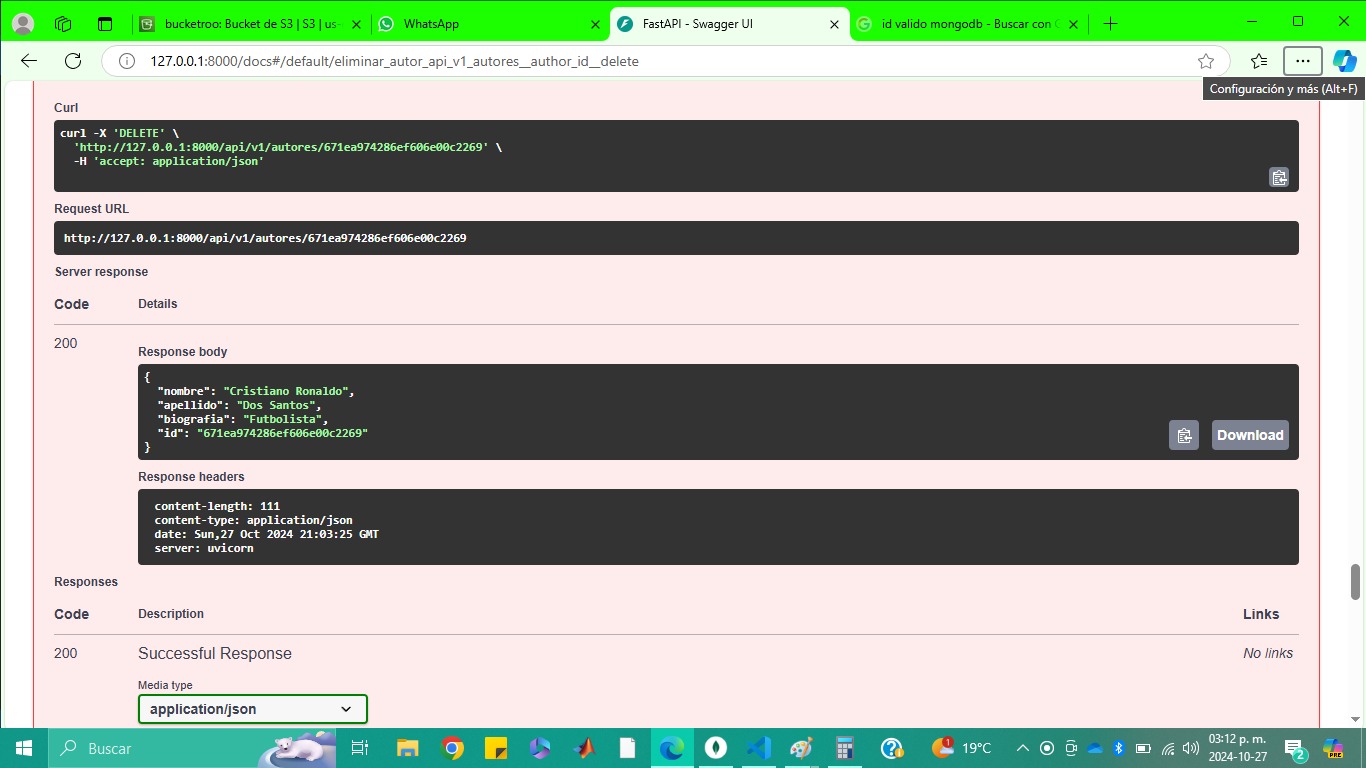 bucketroo: Bucket de S3 | S3 | us-
WhatsApp
FastAPI - Swagger UI
id valido mongodb - Buscar con G
127.0.0.1:8000/docs#/default/eliminar_autor_api_v1_autores__author_id__delete
Configuración y más (Alt+F)
Curl
curl -X 'DELETE' \
'http://127.0.0.1:8000/api/v1/autores/671ea974286ef606e00c2269' \
-H 'accept: application/json'
Request URL
http://127.0.0.1:8000/api/v1/autores/671ea974286ef606e00c2269
Server response
Code Details
200
Response body
{
"nombre": "Cristiano Ronaldo",
"apellido": "Dos Santos",
"biografia": "Futbolista",
"id": "671ea974286ef606e00c2269"
}
Download
Response headers
content-length: 111
content-type: application/json
date: Sun,27 Oct 2024 21:03:25 GMT
server: uvicorn
Responses
Code Description Links
200 Successful Response No links
Media type
application/json
Buscar
1
19°C
03:12 p. m.
2024-10-27
2
PRE